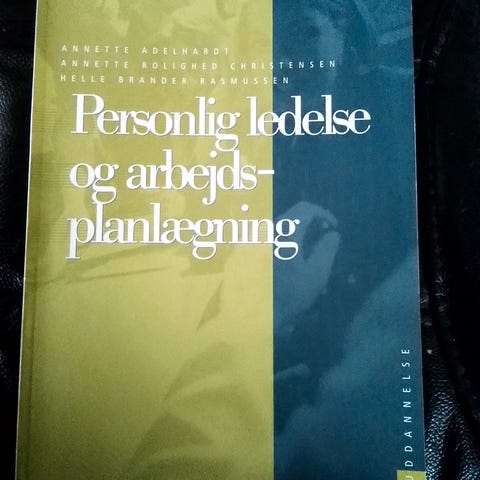 ANNETTE ADELHARDT
ANNETTE ROLIGHED CHRISTENSEN
HELLE BRANDER RASMUSSEN
Personlig ledelse
og arbejds-
planlægning
UDDANNELSE